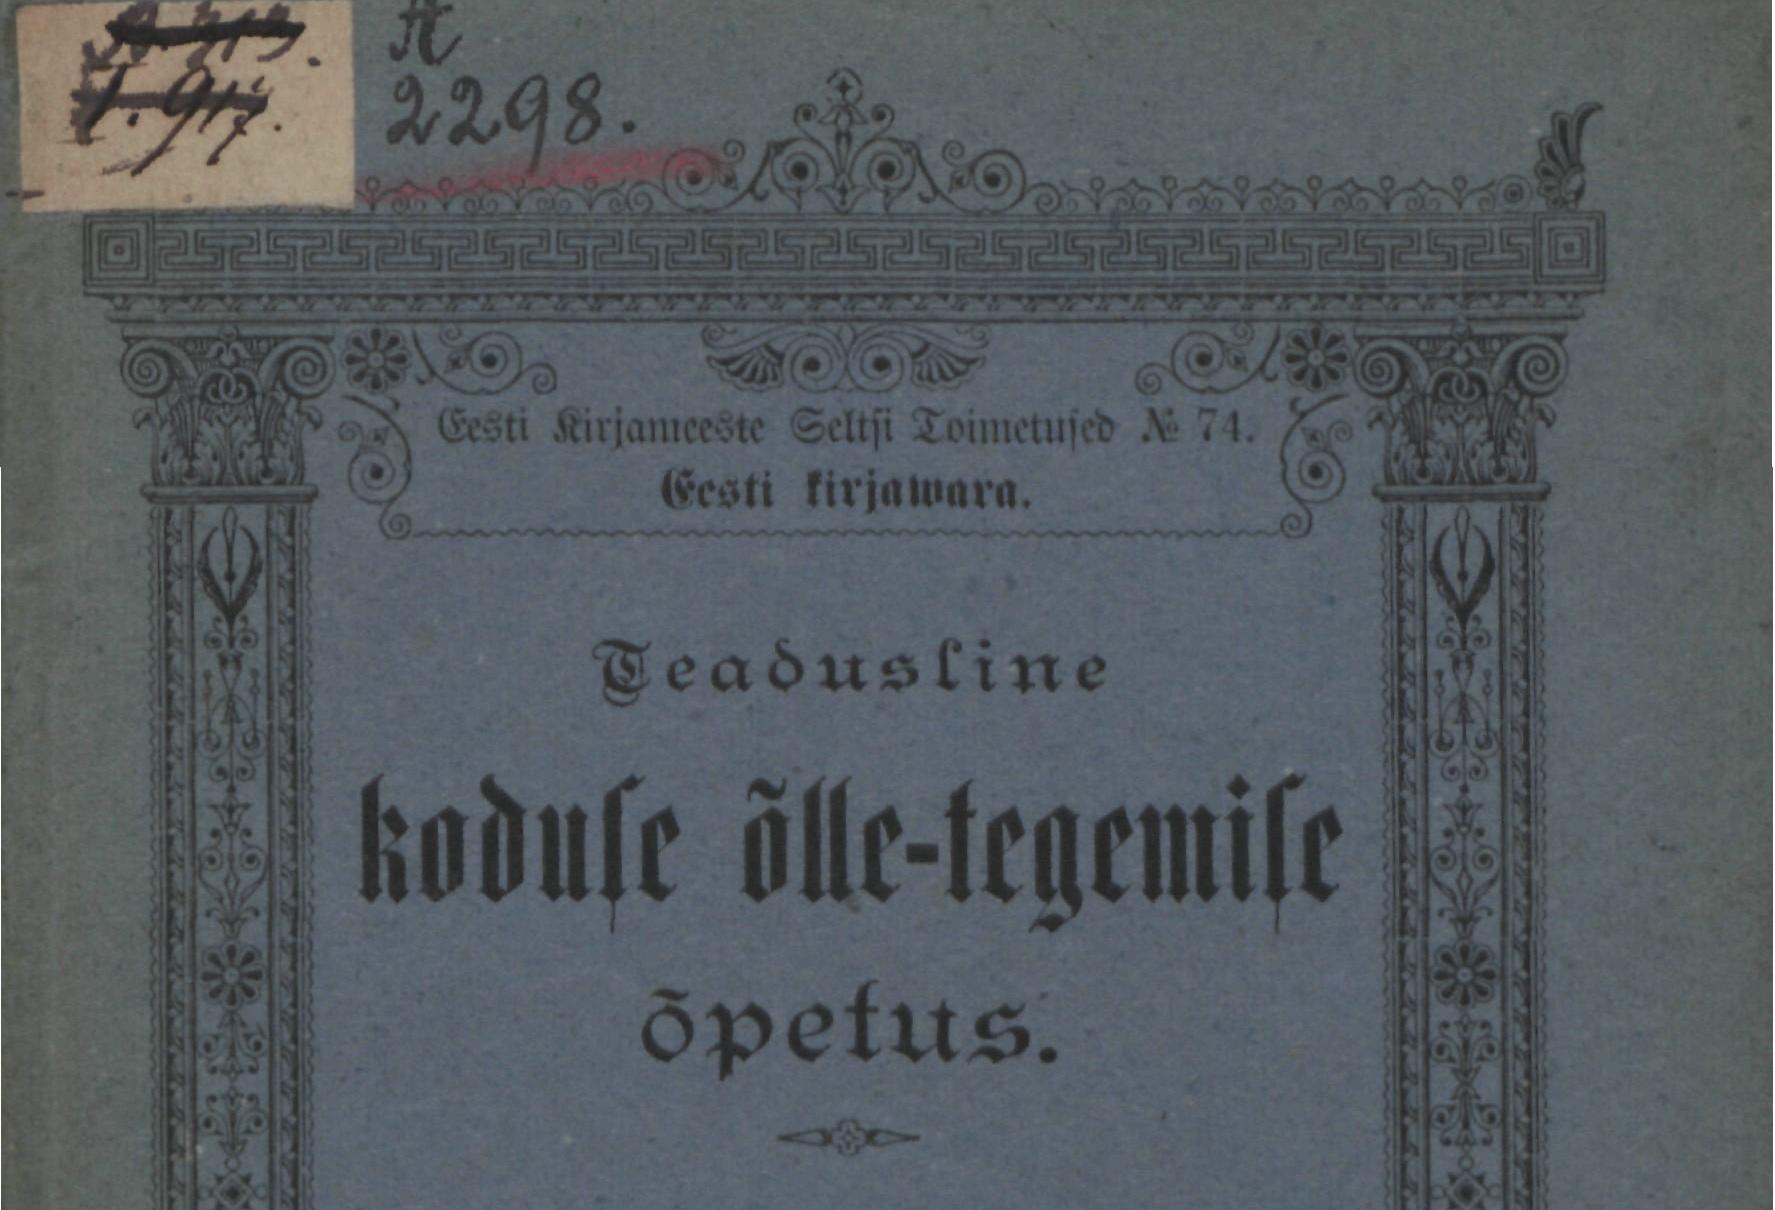 A
2298.
Eesti Kirjameeste Seltsi Toimetused № 74.
Eesti kirjawara.
Teadusline
koduse õlle-tegemise
õpetus.